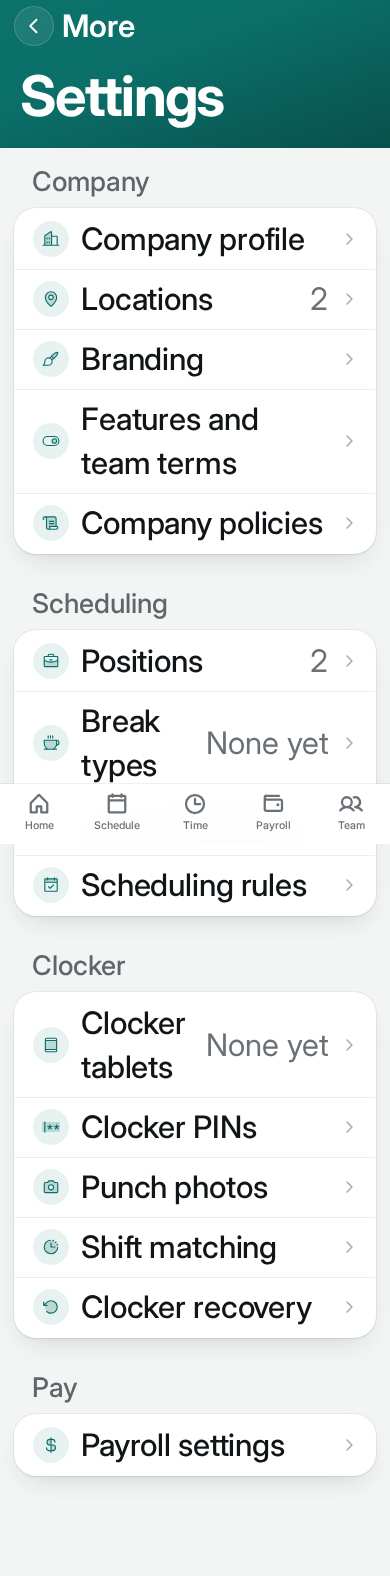 More
Settings
Company
Company profile
Locations 2
Branding
Features and
team terms
Company policies
Scheduling
Positions 2
Break
types
None yet
Home Schedule Time Payroll Team
Scheduling rules
Clocker
Clocker
tablets
None yet
Clocker PINs
Punch photos
Shift matching
Clocker recovery
Pay
Payroll settings